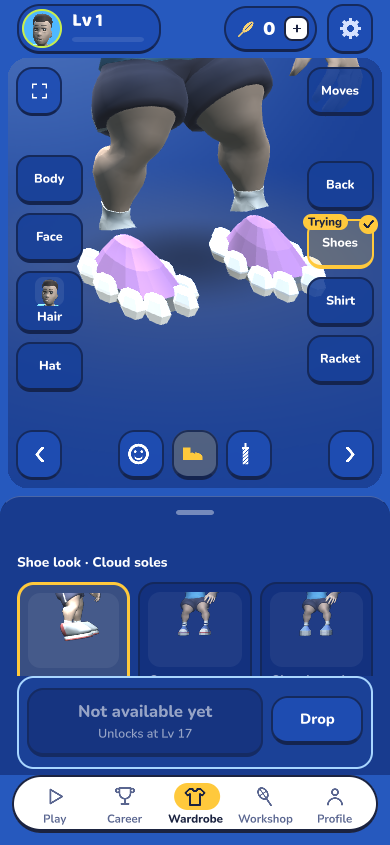 Lv 1
0
+
Moves
Body
Back
Trying
Shoes
Face
Hair
Shirt
Racket
Hat
Shoe look · Cloud soles
Not available yet
Unlocks at Lv 17
Drop
Play
Career
Wardrobe
Workshop
Profile